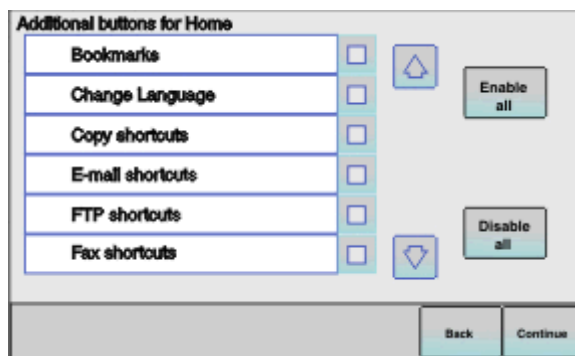 Additional buttons for Home
Bookmarks
Change Language
Copy shortcuts
E-mail shortcuts
FTP shortcuts
Fax shortcuts
Enable
all
Disable
all
Back
Continue